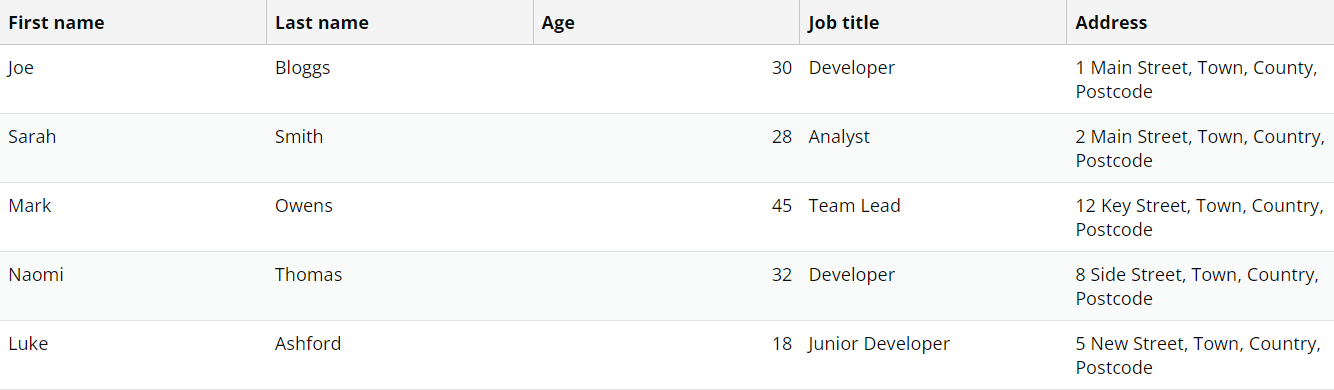 First name Last name Age Job title Address
Joe Bloggs 30 Developer 1 Main Street, Town, County,
Postcode
Sarah Smith 28 Analyst 2 Main Street, Town, Country,
Postcode
Mark Owens 45 Team Lead 12 Key Street, Town, Country,
Postcode
Naomi Thomas 32 Developer 8 Side Street, Town, Country,
Postcode
Luke Ashford 18 Junior Developer 5 New Street, Town, Country,
Postcode